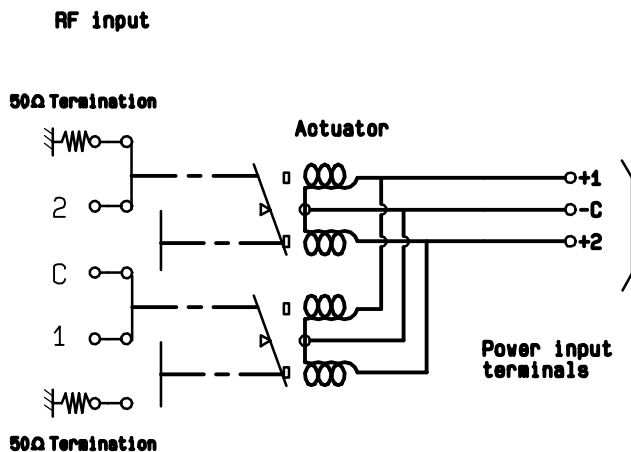 RF input
50Ω Termination
Actuator
+1
2
-C
+2
C
1
Power input
terminals
50Ω Termination